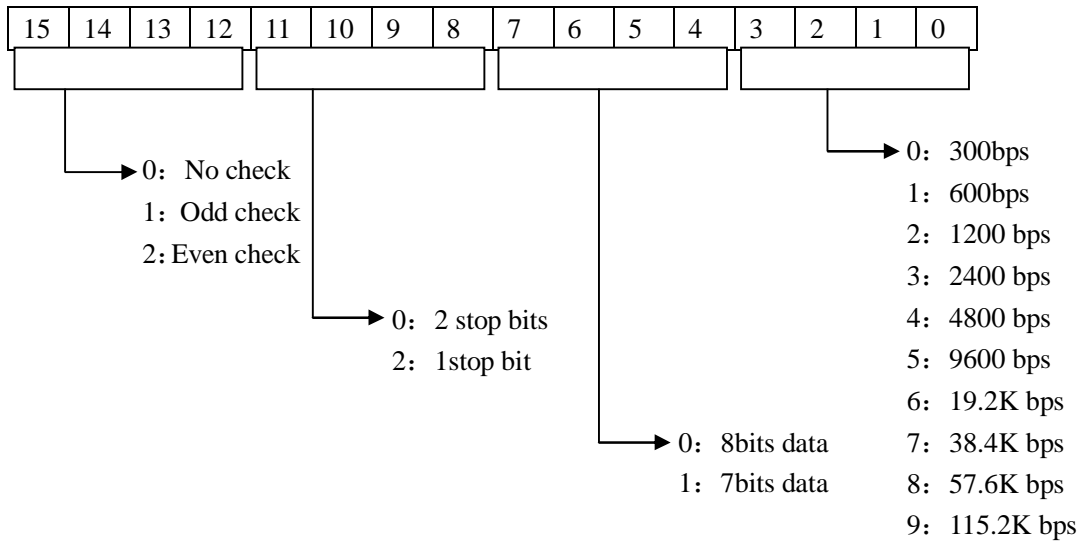 15 14 13 12 11 10 9 8 7 6 5 4 3 2 1 0
0：No check
1：Odd check
2：Even check
0：2 stop bits
2：1stop bit
0：8bits data
1：7bits data
0：300bps
1：600bps
2：1200 bps
3：2400 bps
4：4800 bps
5：9600 bps
6：19.2K bps
7：38.4K bps
8：57.6K bps
9：115.2K bps